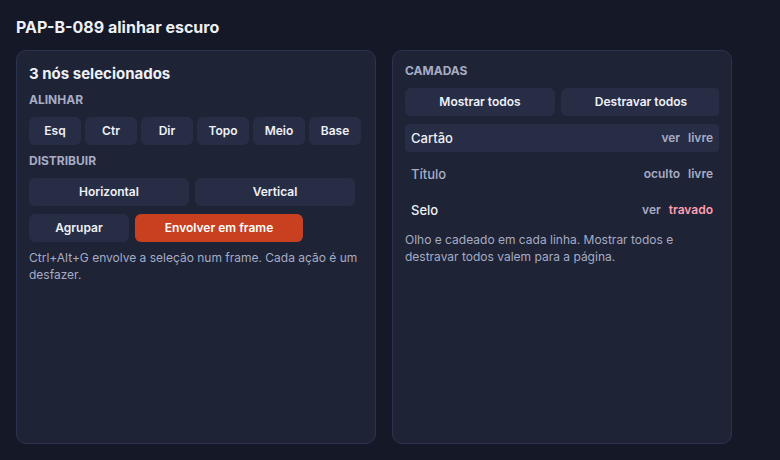 PAP-B-089 alinhar escuro
3 nós selecionados
ALINHAR
Esq Ctr Dir Topo Meio Base
DISTRIBUIR
Horizontal Vertical
Agrupar Envolver em frame
Ctrl+Alt+G envolve a seleção num frame. Cada ação é um
desfazer.
CAMADAS
Mostrar todos Destravar todos
Cartão ver livre
Título oculto livre
Selo ver travado
Olho e cadeado em cada linha. Mostrar todos e
destravar todos valem para a página.